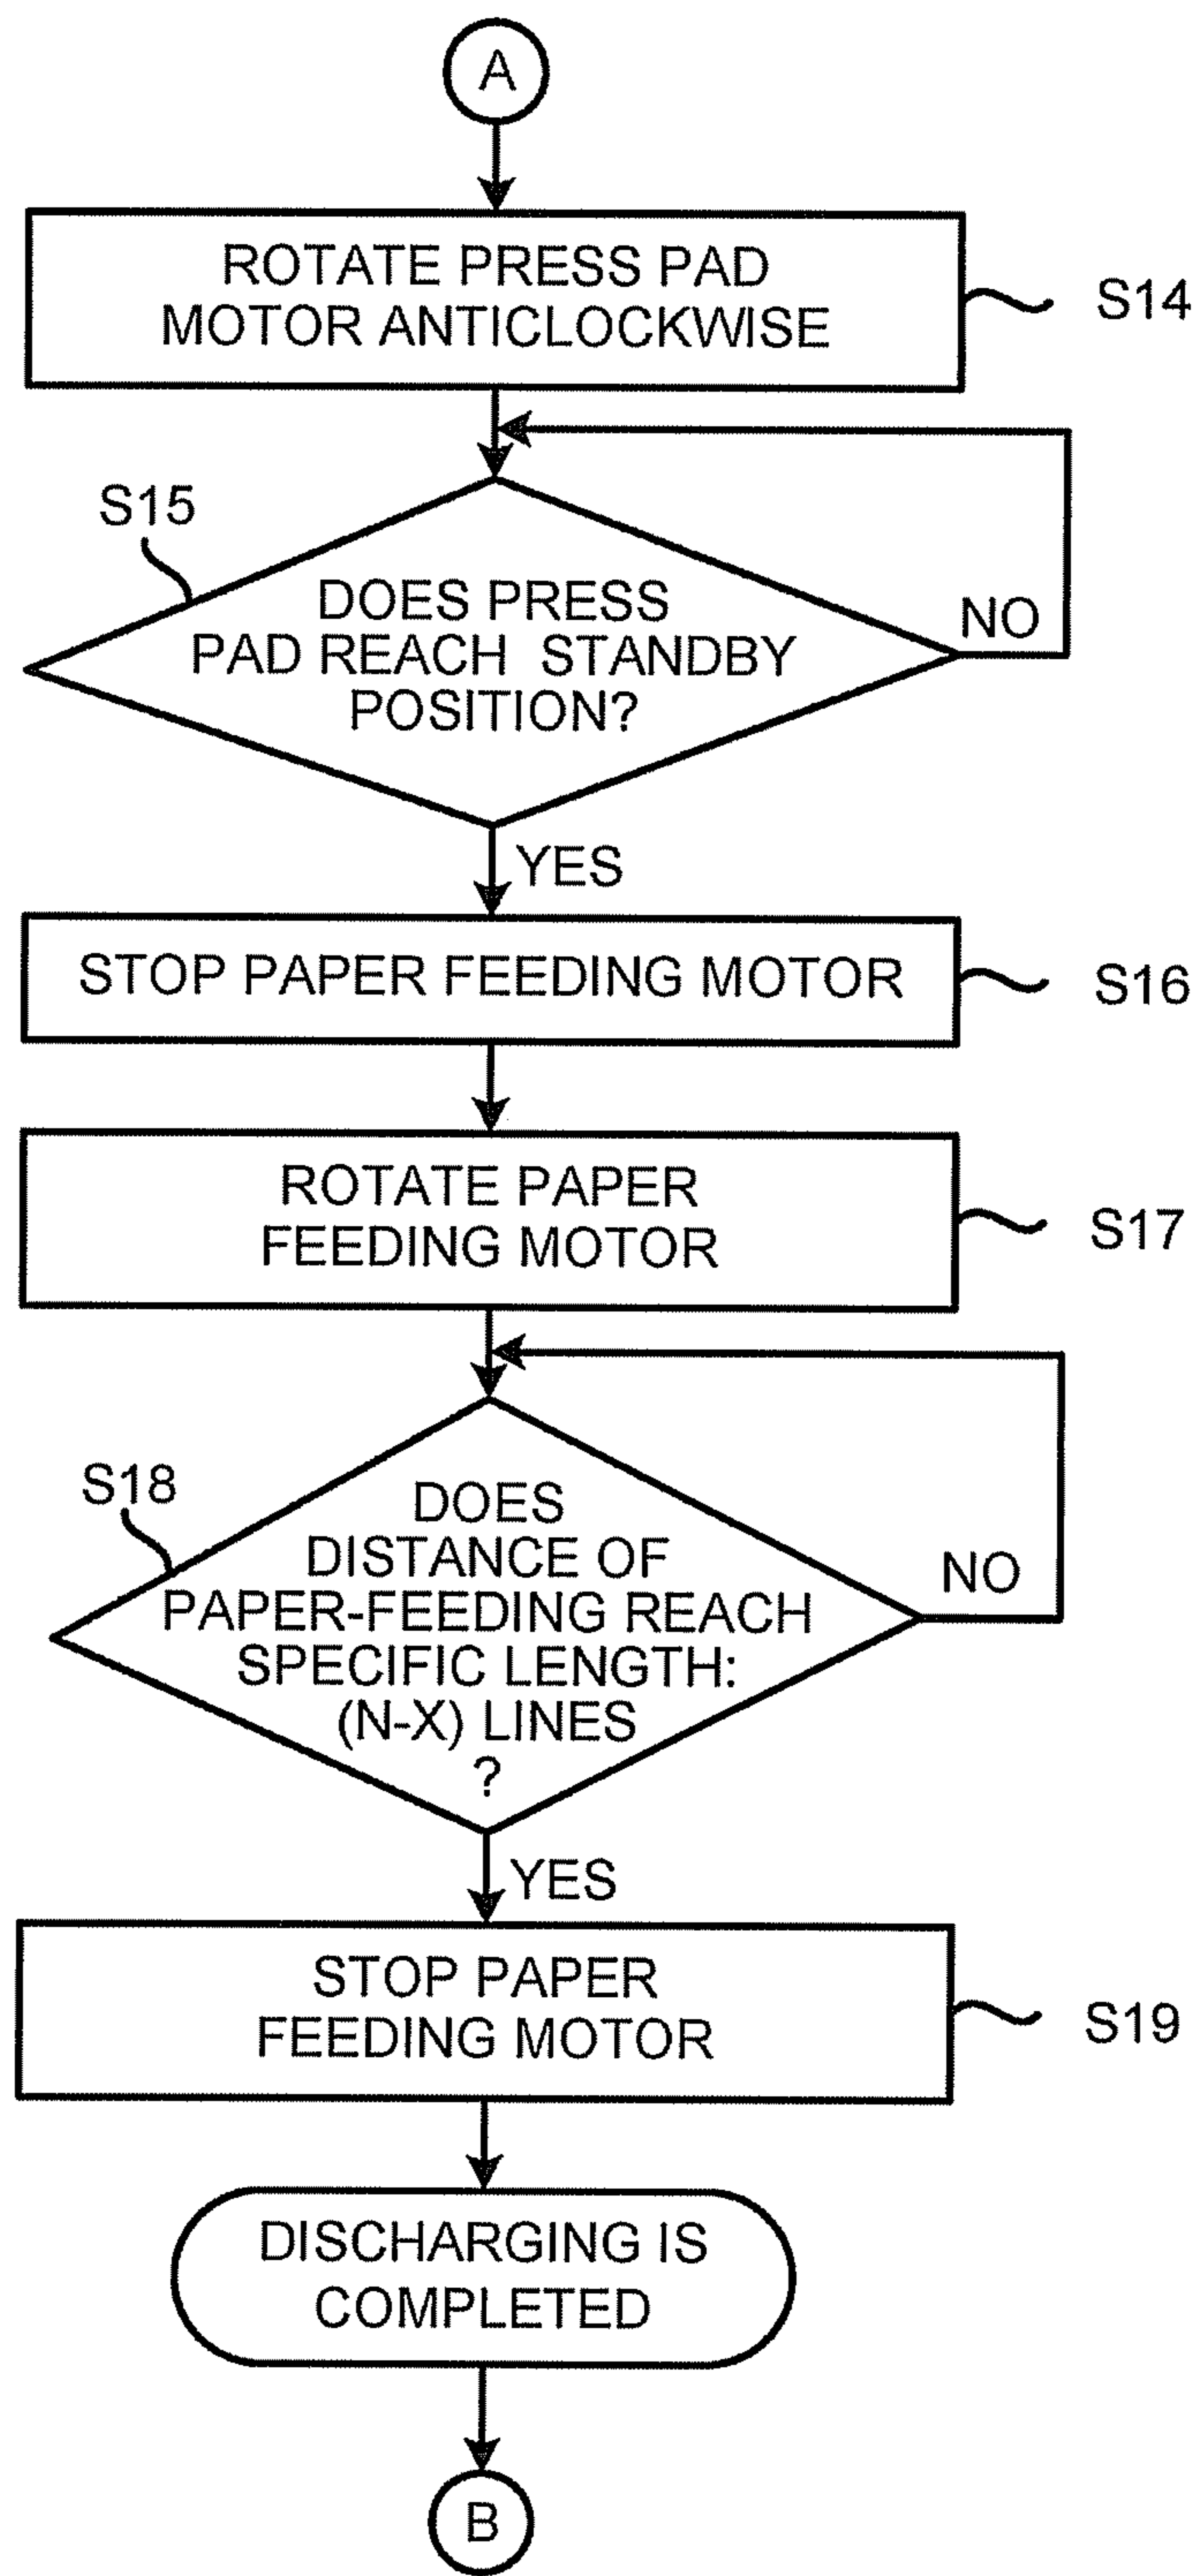 A
ROTATE PRESS PAD
MOTOR ANTICLOCKWISE
S14
S15
DOES PRESS
PAD REACH STANDBY
POSITION?
NO
YES
STOP PAPER FEEDING MOTOR
S16
ROTATE PAPER
FEEDING MOTOR
S17
S18
DOES
DISTANCE OF
PAPER-FEEDING REACH
SPECIFIC LENGTH:
(N-X) LINES
?
NO
YES
STOP PAPER
FEEDING MOTOR
S19
DISCHARGING IS
COMPLETED
B